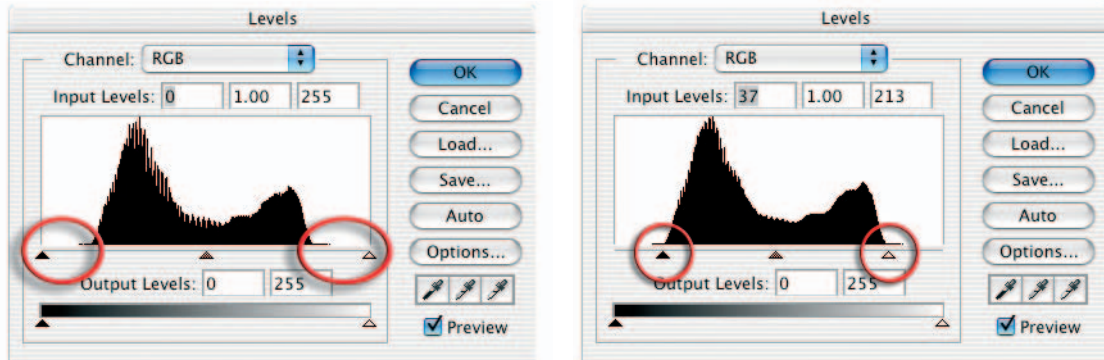 Levels
Channel: RGB
OK
Input Levels: 0 1.00 255
Cancel
Load...
Save...
Auto
Options...
Output Levels: 0 255
Preview
Levels
Channel: RGB
OK
Input Levels: 37 1.00 213
Cancel
Load...
Save...
Auto
Options...
Output Levels: 0 255
Preview